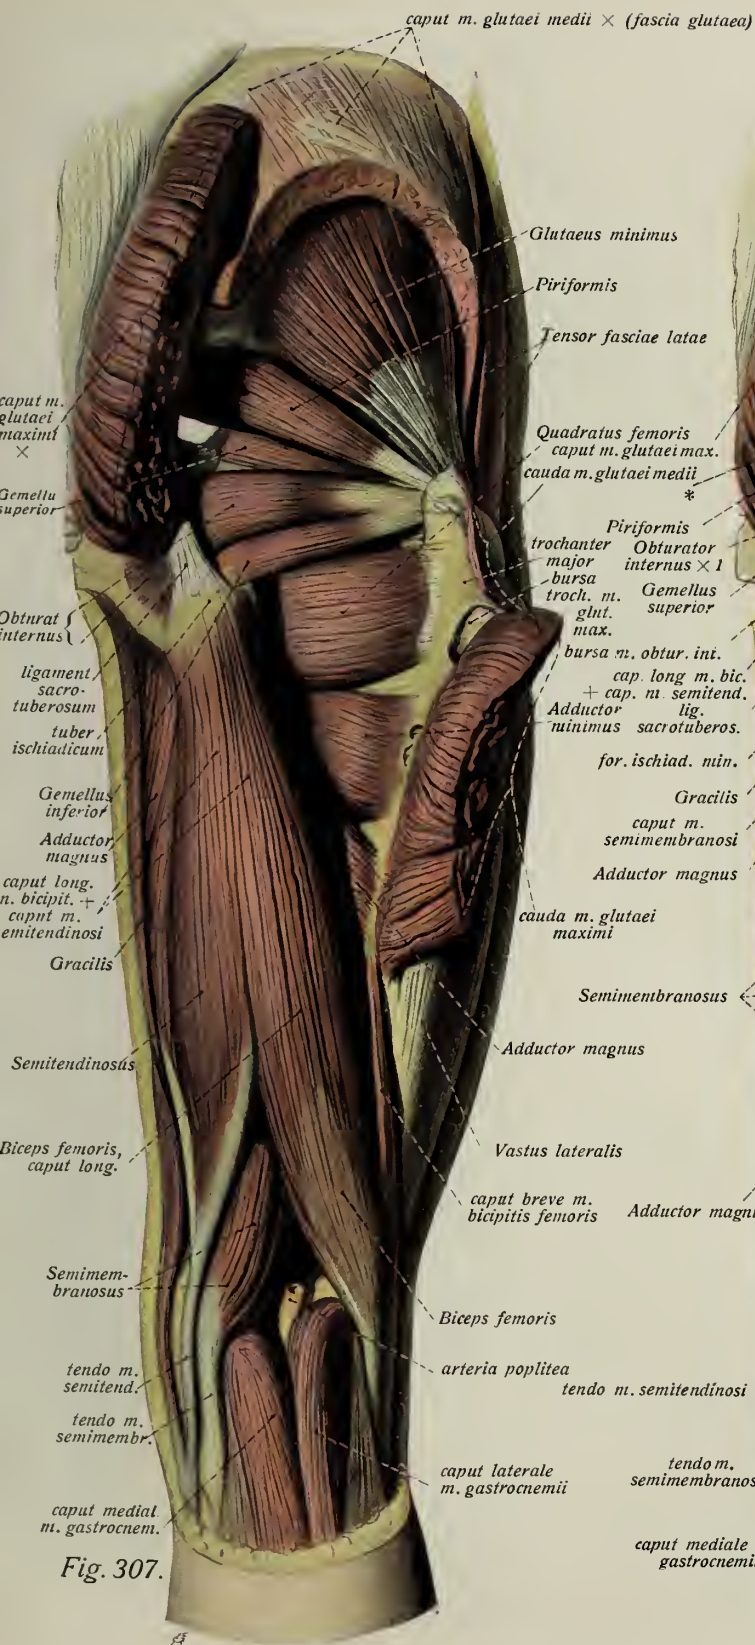 caput m. glutaei medii × (fascia glutaea)
Glutaeus minimus
Piriformis
Tensor fasciae latae
caput m.
glutaei
maximi
×
Gemellu
superior
Obturat
internus
ligament
sacro-
tuberosum
tuber
ischiadicum
Gemellus
inferior
Adductor
magnus
caput long.
n. bicipit. +
caput m.
emitendinosi
Gracilis
Semitendinosus
Biceps femoris,
caput long.
Semimem-
branosus
tendo m.
semitend.
tendo m.
semimembr.
caput medial
m. gastrocnem.
Fig. 307.
Quadratus femoris
caput m. glutaei max.
cauda m. glutaei medii
*
trochanter
major
bursa
troch. m.
glut.
max.
bursa m. obtur. int.
Adductor
minimus
cauda m. glutaei
maximi
Adductor magnus
Vastus lateralis
caput breve m.
bicipitis femoris
Biceps femoris
arteria poplitea
caput laterale
m. gastrocnemii
Piriformis
Obturator
internus × 1
Gemellus
superior
cap. long m. bic.
+ cap. m. semitend.
lig.
sacrotuberos.
for. ischiad. min.
Gracilis
caput m.
semimembranosi
Adductor magnus
Semimembranosus
Adductor magn
tendo m. semitendinosi
tendo m.
semimembranos
caput mediale
gastrocnemi